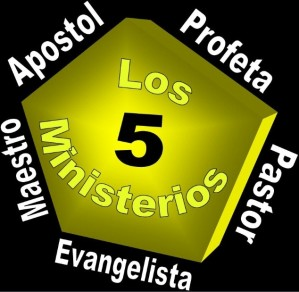 Apostol
Profeta
Los
5
Ministerios
Maestro
Pastor
Evangelista